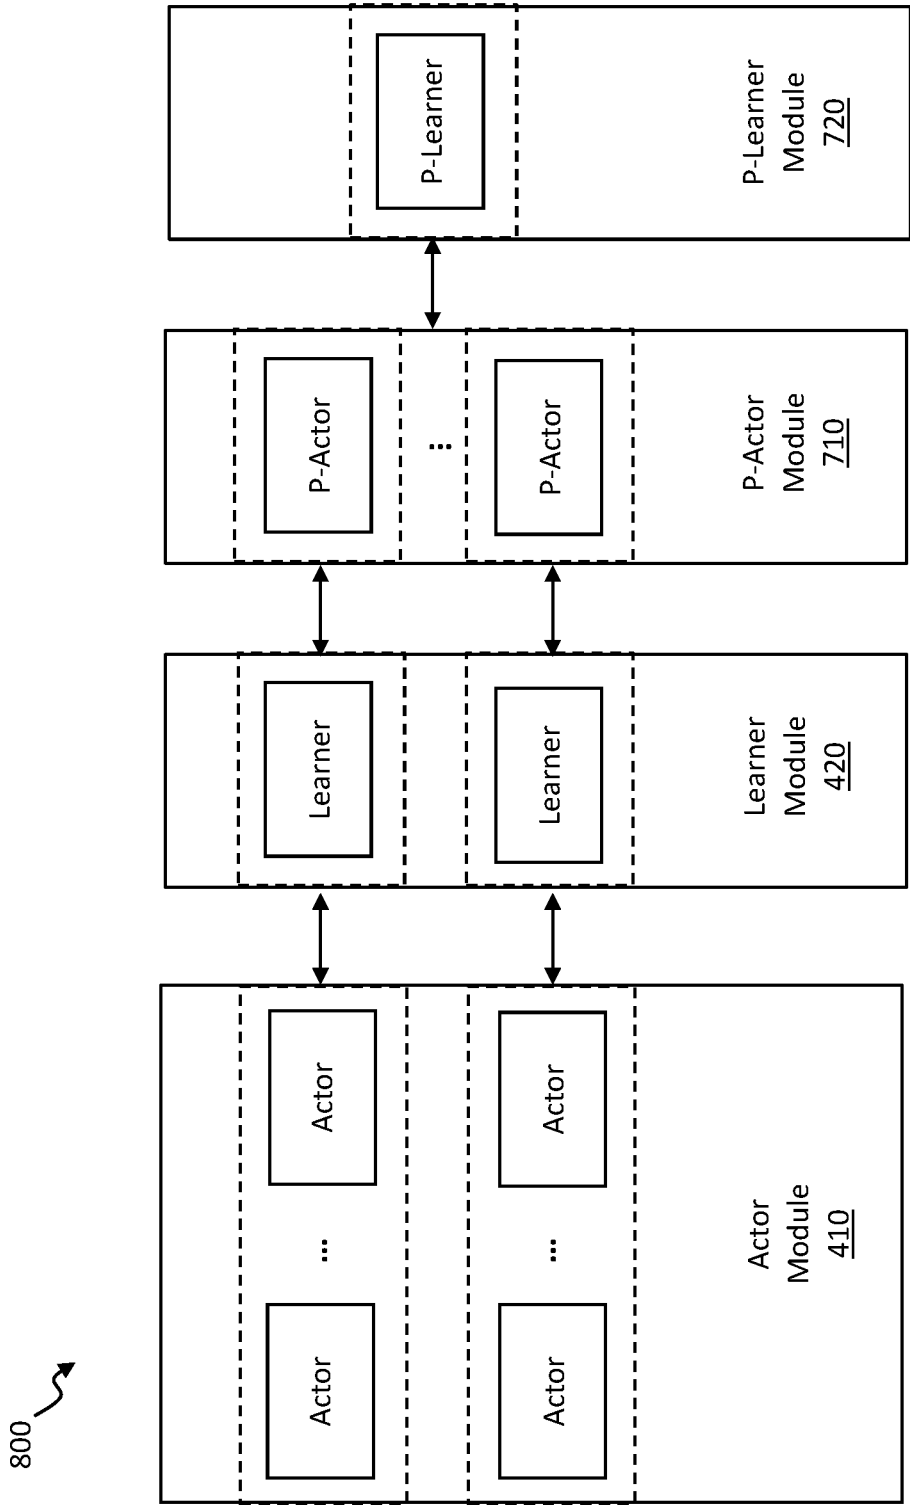 800
Actor
...
Actor
Learner
P-Actor
...
P-Learner
Actor
...
Actor
Learner
P-Actor
Actor
Module
410
Learner
Module
420
P-Actor
Module
710
P-Learner
Module
720